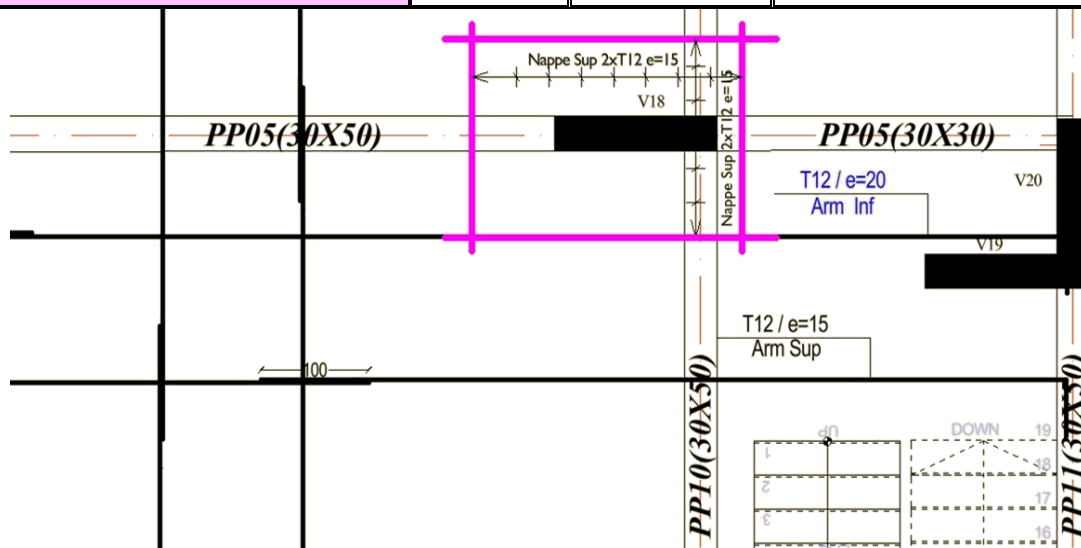 Nappe Sup 2xT12 e=15
V18
Nappe Sup 2xT12 e=15
PP05(30X50)
PP05(30X30)
T12 / e=20
Arm Inf
V20
V19
T12 / e=15
Arm Sup
100
PP10(30X50)
PP11(30X50)
UP
DOWN
19
1
18
2
17
3
16